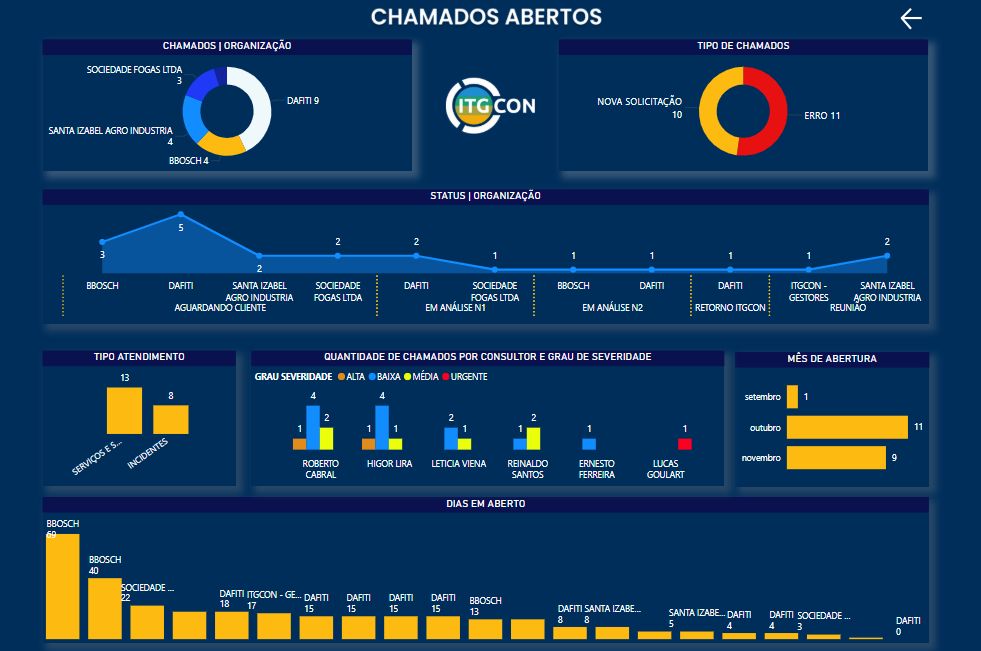 CHAMADOS ABERTOS
CHAMADOS | ORGANIZAÇÃO
SOCIEDADE FOGAS LTDA
3
DAFITI 9
SANTA IZABEL AGRO INDUSTRIA
4
BBOSCH 4
ITGCON
TIPO DE CHAMADOS
NOVA SOLICITAÇÃO
10
ERRO 11
STATUS | ORGANIZAÇÃO
3
5
2
2
2
1
1
1
1
1
2
BBOSCH
DAFITI
SANTA IZABEL
AGRO INDUSTRIA
SOCIEDADE
FOGAS LTDA
DAFITI
SOCIEDADE
FOGAS LTDA
BBOSCH
DAFITI
DAFITI
ITGCON -
GESTORES
SANTA IZABEL
AGRO INDUSTRIA
AGUARDANDO CLIENTE
EM ANÁLISE N1
EM ANÁLISE N2
RETORNO ITGCON
REUNIÃO
TIPO ATENDIMENTO
13
8
SERVIÇOS E S...
INCIDENTES
QUANTIDADE DE CHAMADOS POR CONSULTOR E GRAU DE SEVERIDADE
GRAU SEVERIDADE ALTA BAIXA MÉDIA URGENTE
1
4
2
1
4
1
2
1
1
2
1
1
ROBERTO
CABRAL
HIGOR LIRA
LETICIA VIENA
REINALDO
SANTOS
ERNESTO
FERREIRA
LUCAS
GOULART
MÊS DE ABERTURA
setembro 1
outubro 11
novembro 9
DIAS EM ABERTO
BBOSCH
69
BBOSCH
40
SOCIEDADE ...
22
DAFITI
18
ITGCON - GE...
17
DAFITI
15
DAFITI
15
DAFITI
15
DAFITI
15
BBOSCH
13
DAFITI
8
SANTA IZABE...
8
SANTA IZABE...
5
DAFITI
4
DAFITI
4
SOCIEDADE ...
3
DAFITI
0